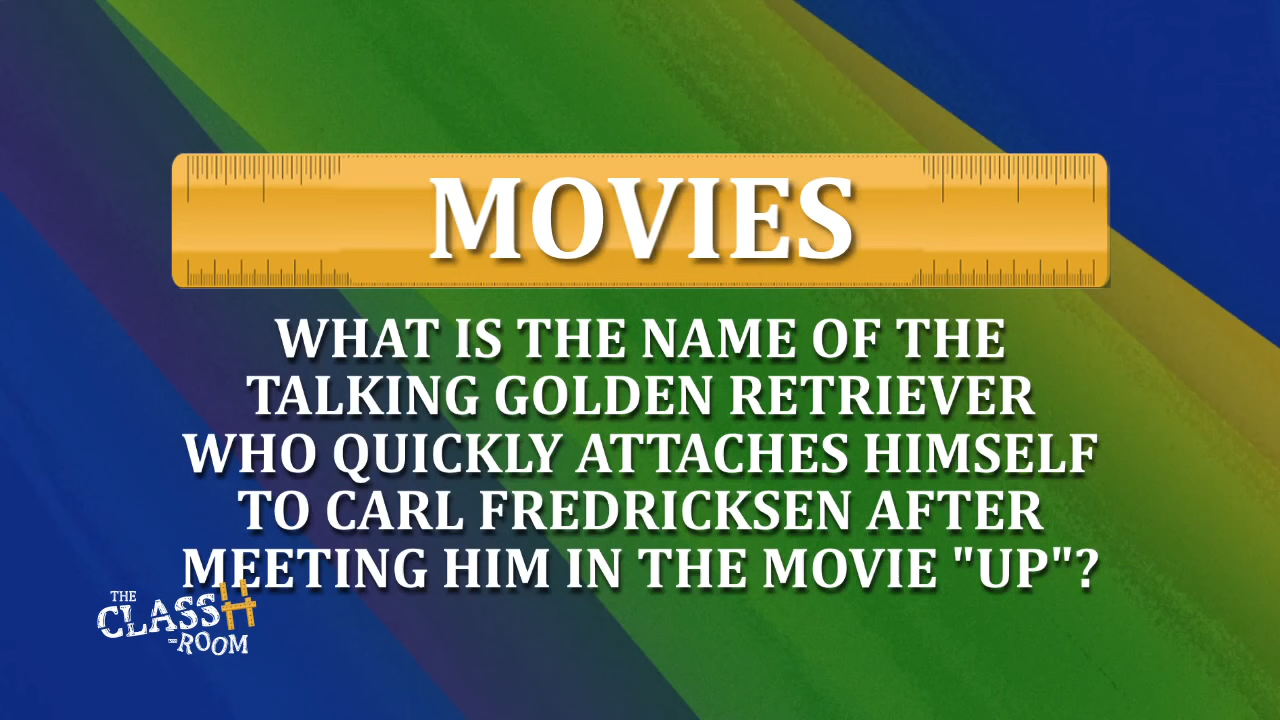 MOVIES
WHAT IS THE NAME OF THE
TALKING GOLDEN RETRIEVER
WHO QUICKLY ATTACHES HIMSELF
TO CARL FREDRICKSEN AFTER
MEETING HIM IN THE MOVIE "UP"?
THE
CLASSH
-ROOM